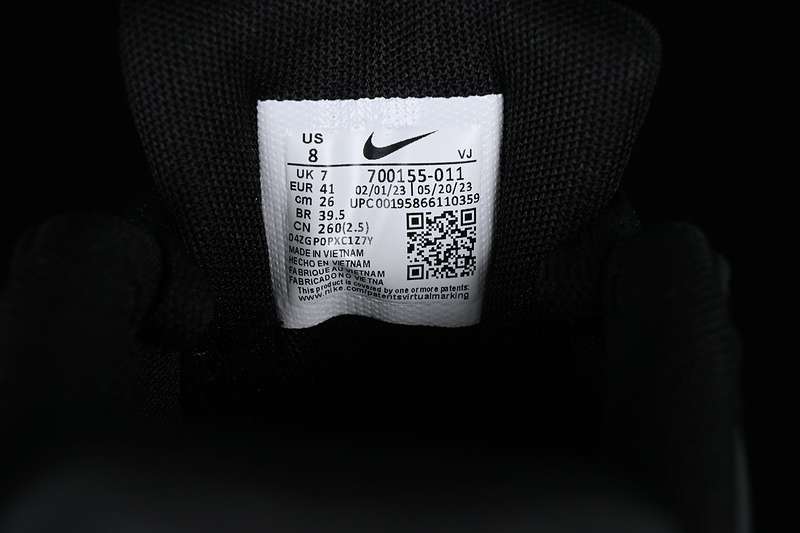 US
8
VJ
UK 7
700155-011
EUR 41
02/01/23 | 05/20/23
cm 26
UPC 00195866110359
BR 39.5
CN 260(2.5)
04ZGP0PXC1Z7Y
MADE IN VIETNAM
HECHO EN VIETNAM
FABRIQUE AU VIETNAM
FABRICADO NO VIETNA
This product is covered by one or more patents:
www.nike.com/patentsvirtualmarking